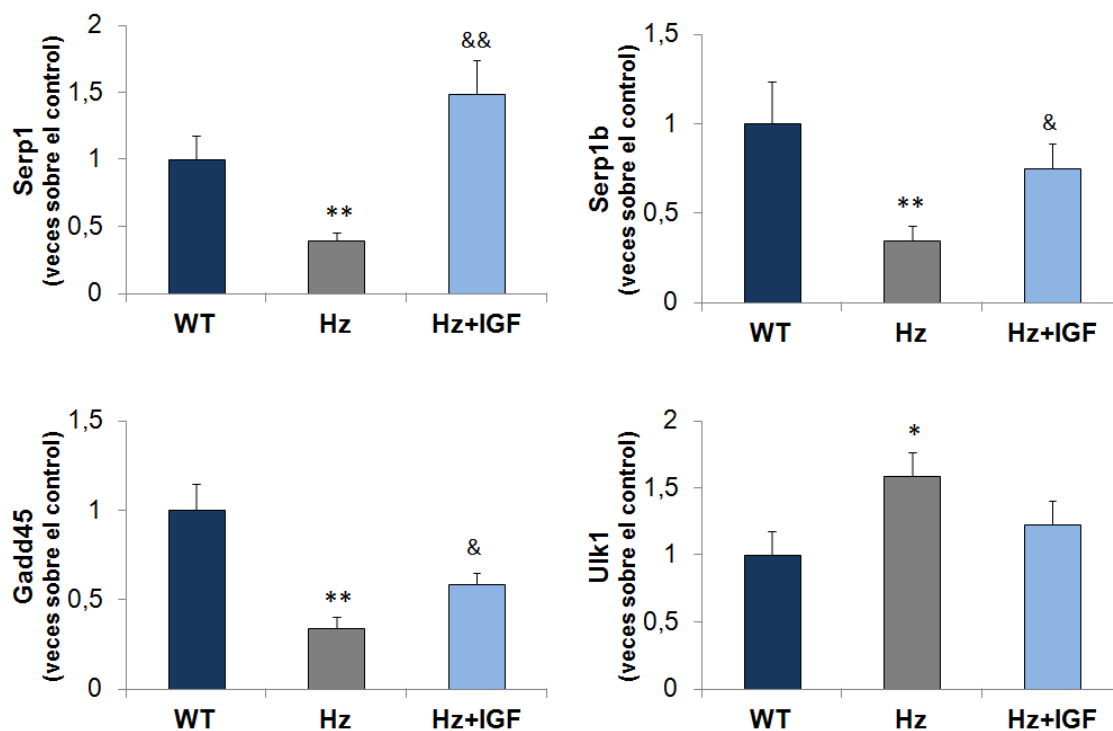 Serp1
(veces sobre el control)
2
1,5
1
0,5
0
&&
**
WT
Hz
Hz+IGF
Serp1b
(veces sobre el control)
1,5
1
0,5
0
&
**
WT
Hz
Hz+IGF
Gadd45
(veces sobre el control)
1,5
1
0,5
0
&
**
WT
Hz
Hz+IGF
Ulk1
(veces sobre el control)
2
1,5
1
0,5
0
*
WT
Hz
Hz+IGF